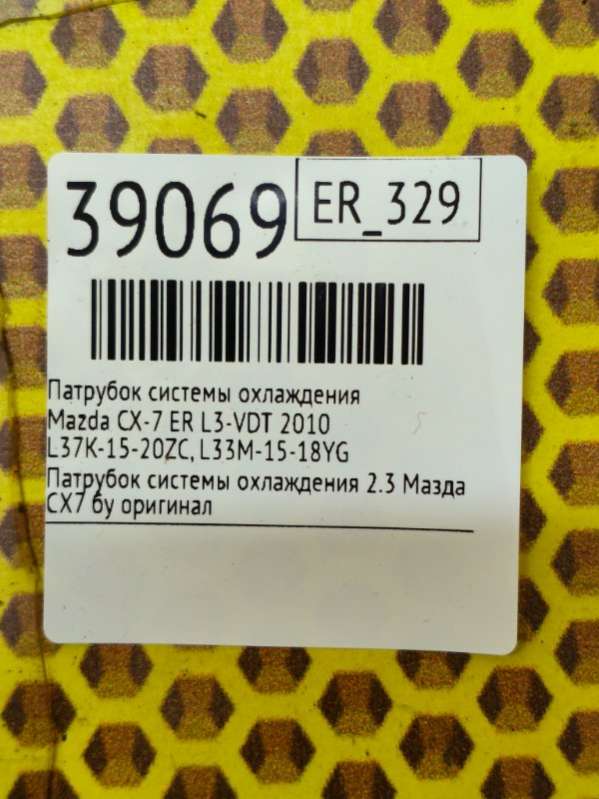 39069
ER_329
Патрубок системы охлаждения
Mazda CX-7 ER L3-VDT 2010
L37K-15-20ZC, L33M-15-18YG
Патрубок системы охлаждения 2.3 Мазда
СХ7 бу оригинал